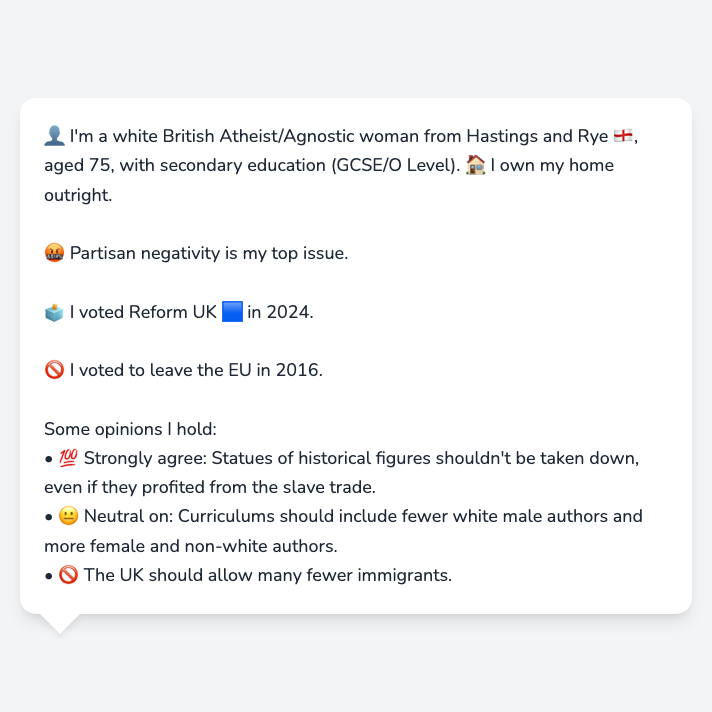 👤 I'm a white British Atheist/Agnostic woman from Hastings and Rye 🏴󠁧󠁢󠁥󠁮󠁧󠁿,
aged 75, with secondary education (GCSE/O Level). 🏠 I own my home
outright.
🤬 Partisan negativity is my top issue.
🗳️ I voted Reform UK 🟦 in 2024.
🚫 I voted to leave the EU in 2016.
Some opinions I hold:
• 💯 Strongly agree: Statues of historical figures shouldn't be taken down,
even if they profited from the slave trade.
• 😐 Neutral on: Curriculums should include fewer white male authors and
more female and non-white authors.
• 🚫 The UK should allow many fewer immigrants.